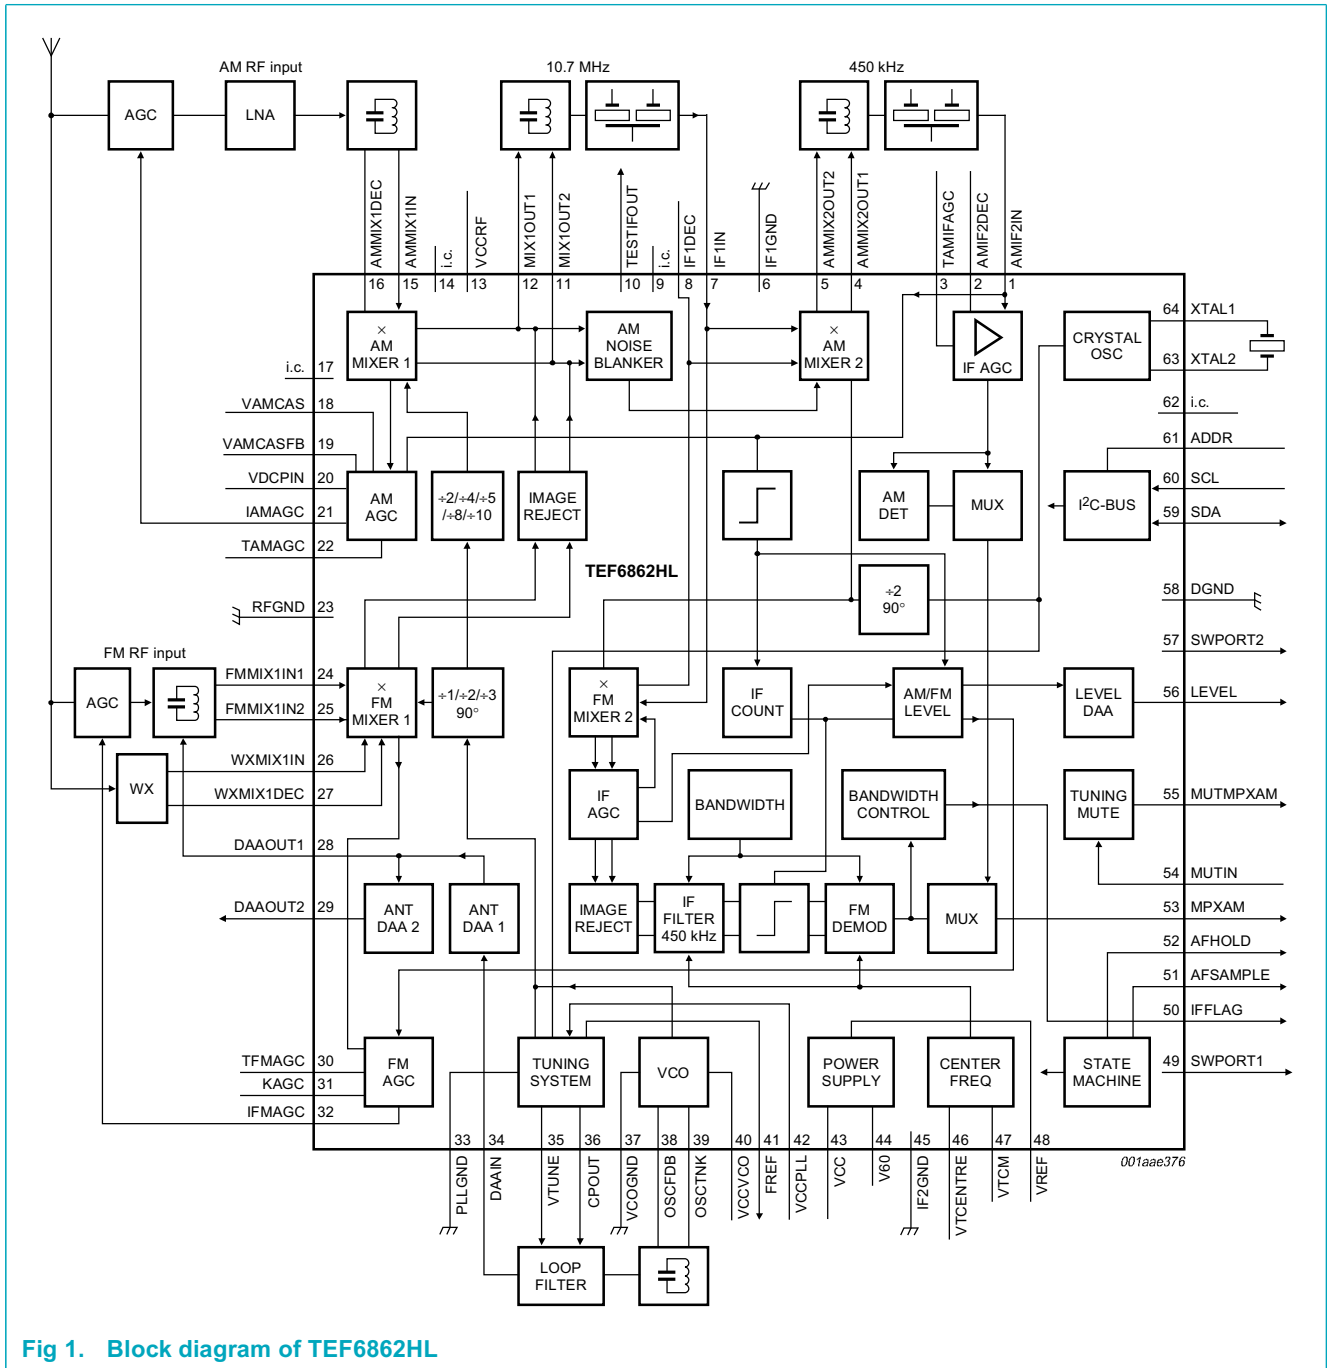 AM RF input
10.7 MHz
450 kHz
AGC
LNA
AMMIX1DEC
AMMIX1IN
i.c.
VCCRF
MIX1OUT1
MIX1OUT2
TESTIFOUT
i.c.
IF1DEC
IF1IN
IF1GND
AMMIX2OUT2
AMMIX2OUT1
TAMIFAGC
AMIF2DEC
AMIF2IN
16
15
14
13
12
11
10
9
8
7
6
5
4
3
2
1
×
AM
MIXER 1
AM
NOISE
BLANKER
×
AM
MIXER 2
IF AGC
CRYSTAL
OSC
64 XTAL1
63 XTAL2
i.c. 17
VAMCAS 18
VAMCASFB 19
VDCPIN 20
IAMAGC 21
TAMAGC 22
62 i.c.
61 ADDR
60 SCL
59 SDA
AM
AGC
÷2/÷4/÷5
/÷8/÷10
IMAGE
REJECT
AM
DET
MUX
I²C-BUS
TEF6862HL
÷2
90°
RFGND 23
58 DGND
57 SWPORT2
FM RF input
FMMIX1IN1 24
FMMIX1IN2 25
AGC
×
FM
MIXER 1
÷1/÷2/÷3
90°
×
FM
MIXER 2
IF
COUNT
AM/FM
LEVEL
LEVEL
DAA
56 LEVEL
WX
WXMIX1IN 26
WXMIX1DEC 27
IF
AGC
BANDWIDTH
BANDWIDTH
CONTROL
TUNING
MUTE
55 MUTMPXAM
DAAOUT1 28
54 MUTIN
DAAOUT2 29
ANT
DAA 2
ANT
DAA 1
IMAGE
REJECT
IF
FILTER
450 kHz
FM
DEMOD
MUX
53 MPXAM
52 AFHOLD
51 AFSAMPLE
50 IFFLAG
49 SWPORT1
TFMAGC 30
KAGC 31
IFMAGC 32
FM
AGC
TUNING
SYSTEM
VCO
POWER
SUPPLY
CENTER
FREQ
STATE
MACHINE
33
34
35
36
37
38
39
40
41
42
43
44
45
46
47
48
PLLGND
DAAIN
VTUNE
CPOUT
VCOGND
OSCFDB
OSCTNK
VCCVCO
FREF
VCCPLL
VCC
V60
IF2GND
VTCENTRE
VTCM
VREF
001aae376
LOOP
FILTER
Fig 1. Block diagram of TEF6862HL